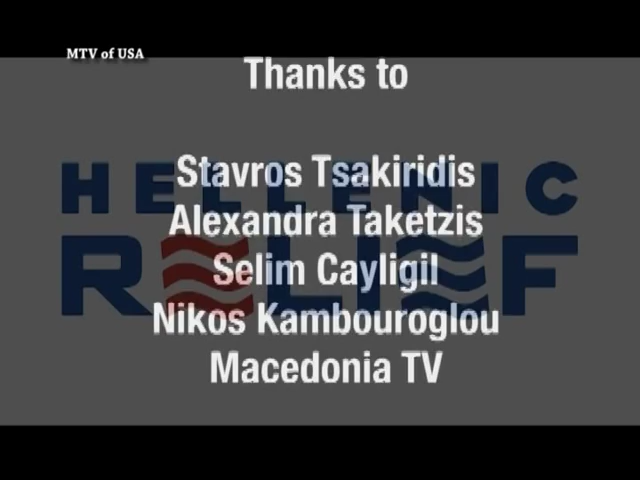 MTV of USA
Thanks to
Stavros Tsakiridis
HELLENIC
Alexandra Taketzis
RELIEF
Selim Cayligil
Nikos Kambouroglou
Macedonia TV